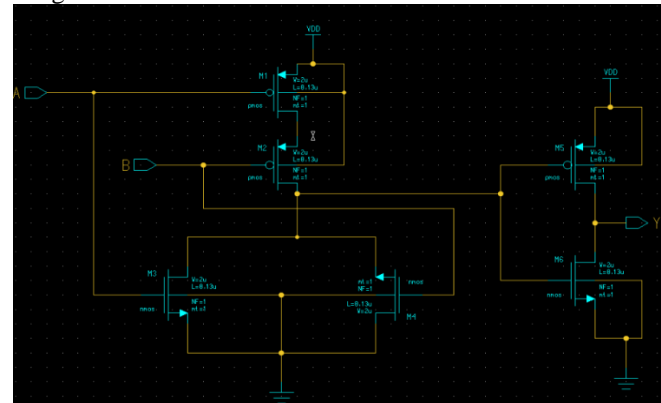 VDD
M1
A
W=2u
L=0.13u
NF=1
m=1
pmos
VDD
M2
B
W=2u
L=0.13u
NF=1
m=1
pmos
M5
W=2u
L=0.13u
NF=1
m=1
pmos
Y
M3
W=2u
L=0.13u
NF=1
m=1
nmos
m=1
NF=1
nmos
L=0.13u
W=2u
M4
M6
W=2u
L=0.13u
NF=1
m=1
nmos